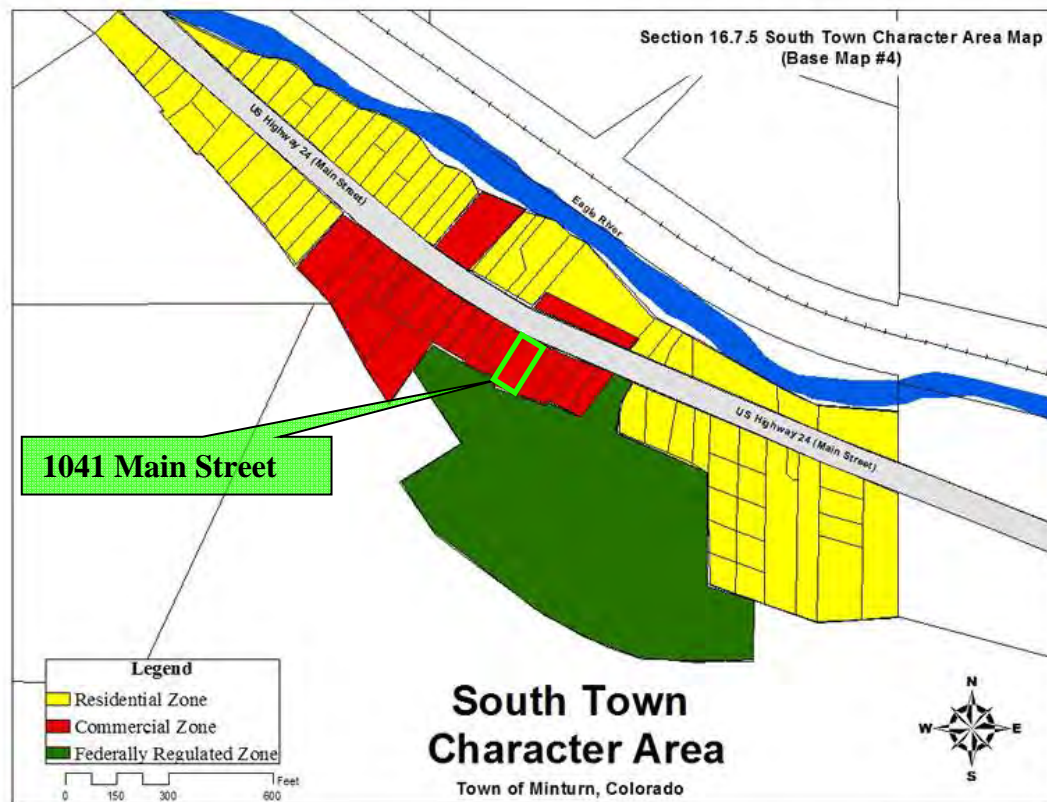 Section 16.7.5 South Town Character Area Map
(Base Map #4)
US Highway 24 (Main Street)
Eagle River
US Highway 24 (Main Street)
1041 Main Street
Legend
Residential Zone
Commercial Zone
Federally Regulated Zone
Feet
0 150 300 600
South Town
Character Area
Town of Minturn, Colorado
N
W E
S